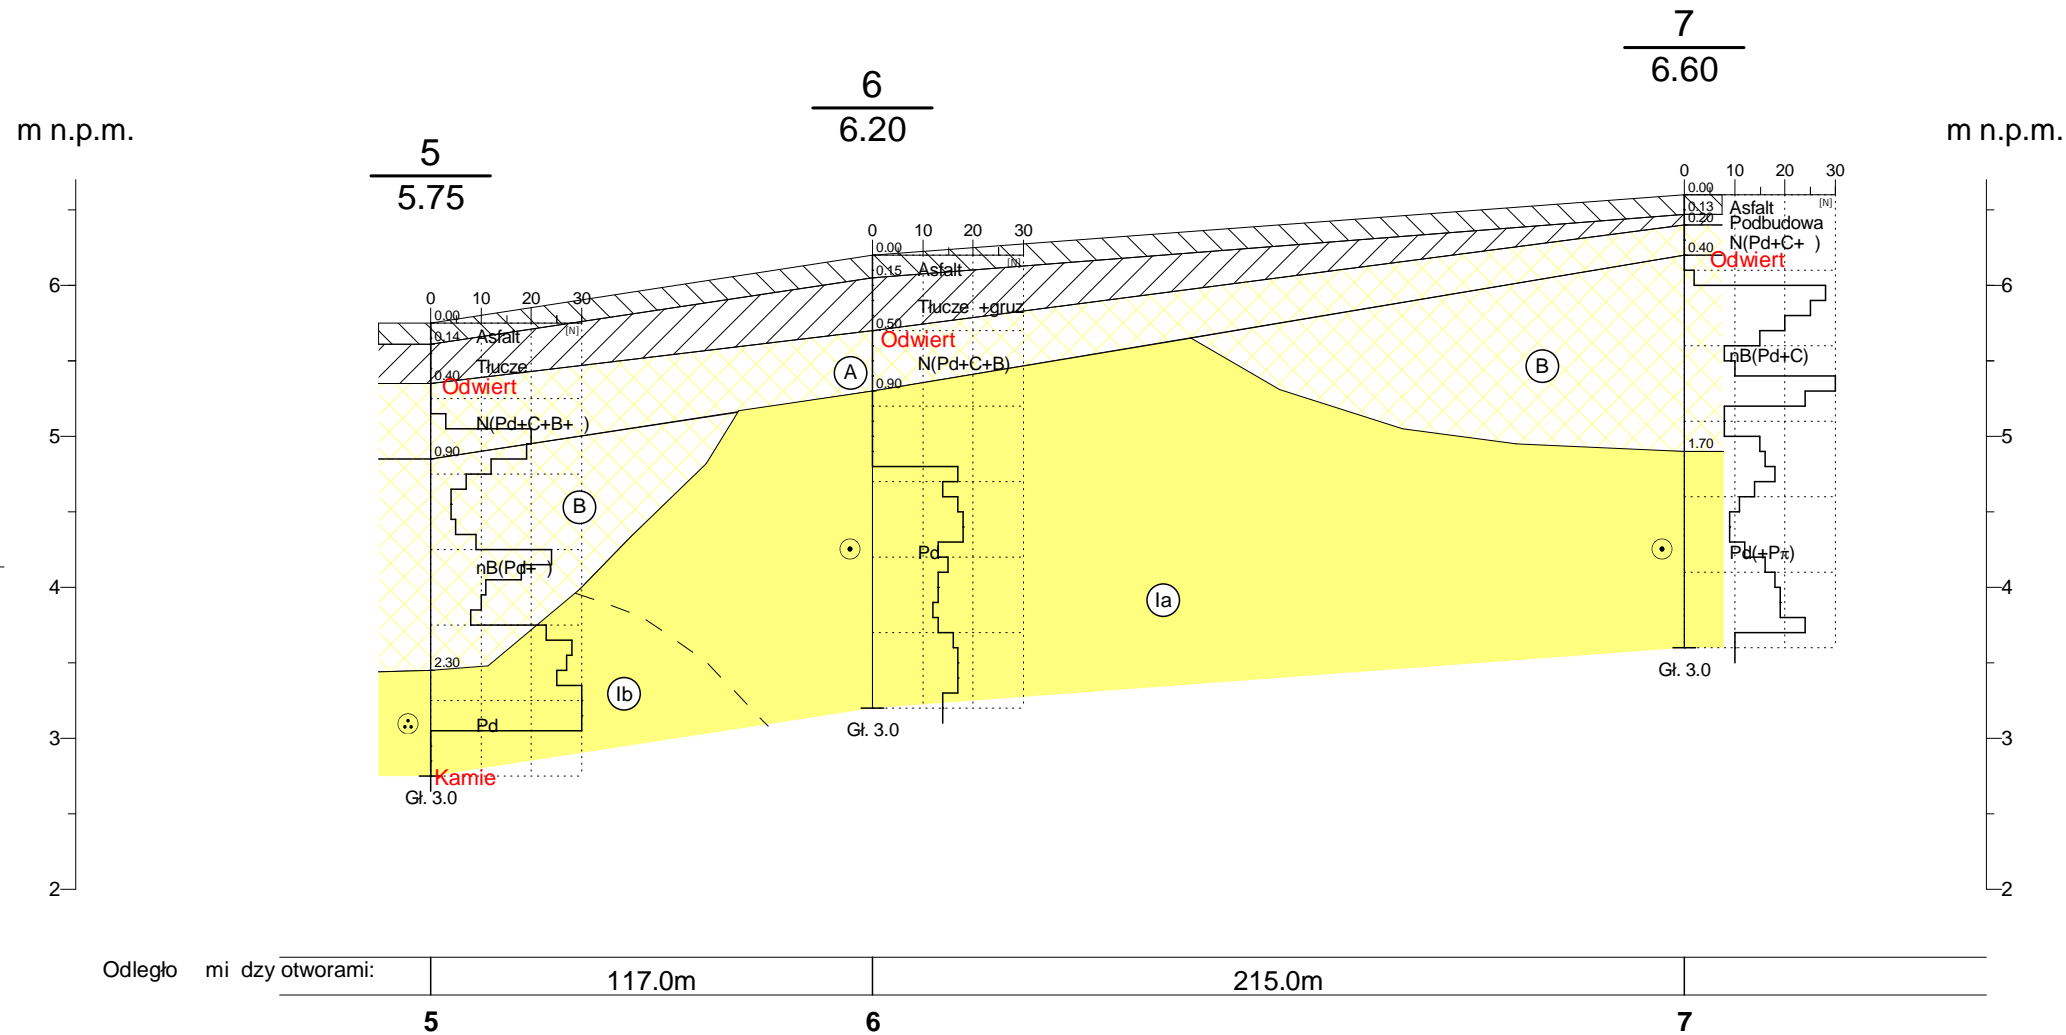 7
6.60
6
6.20
5
5.75
m n.p.m.
m n.p.m.
0 10 20 30
0.00
[N]
0.13
Asfalt
0.20
Podbudowa
N(Pd+C+ )
0.40
Odwiert
nB(Pd+C)
1.70
Pd(+Pπ)
Gł. 3.0
0 10 20 30
0.00
[N]
0.15
Asfalt
Tłucze +gruz
0.50
Odwiert
N(Pd+C+B)
0.90
Pd
Gł. 3.0
0 10 20 30
0.00
[N]
0.14
Asfalt
Tłucze
0.40
Odwiert
N(Pd+C+B+ )
0.90
nB(Pd+ )
2.30
Pd
Kamie
Gł. 3.0
A
B
B
Ia
Ib
6
5
4
3
2
6
5
4
3
2
Odległo mi dzy otworami:
117.0m
215.0m
5
6
7